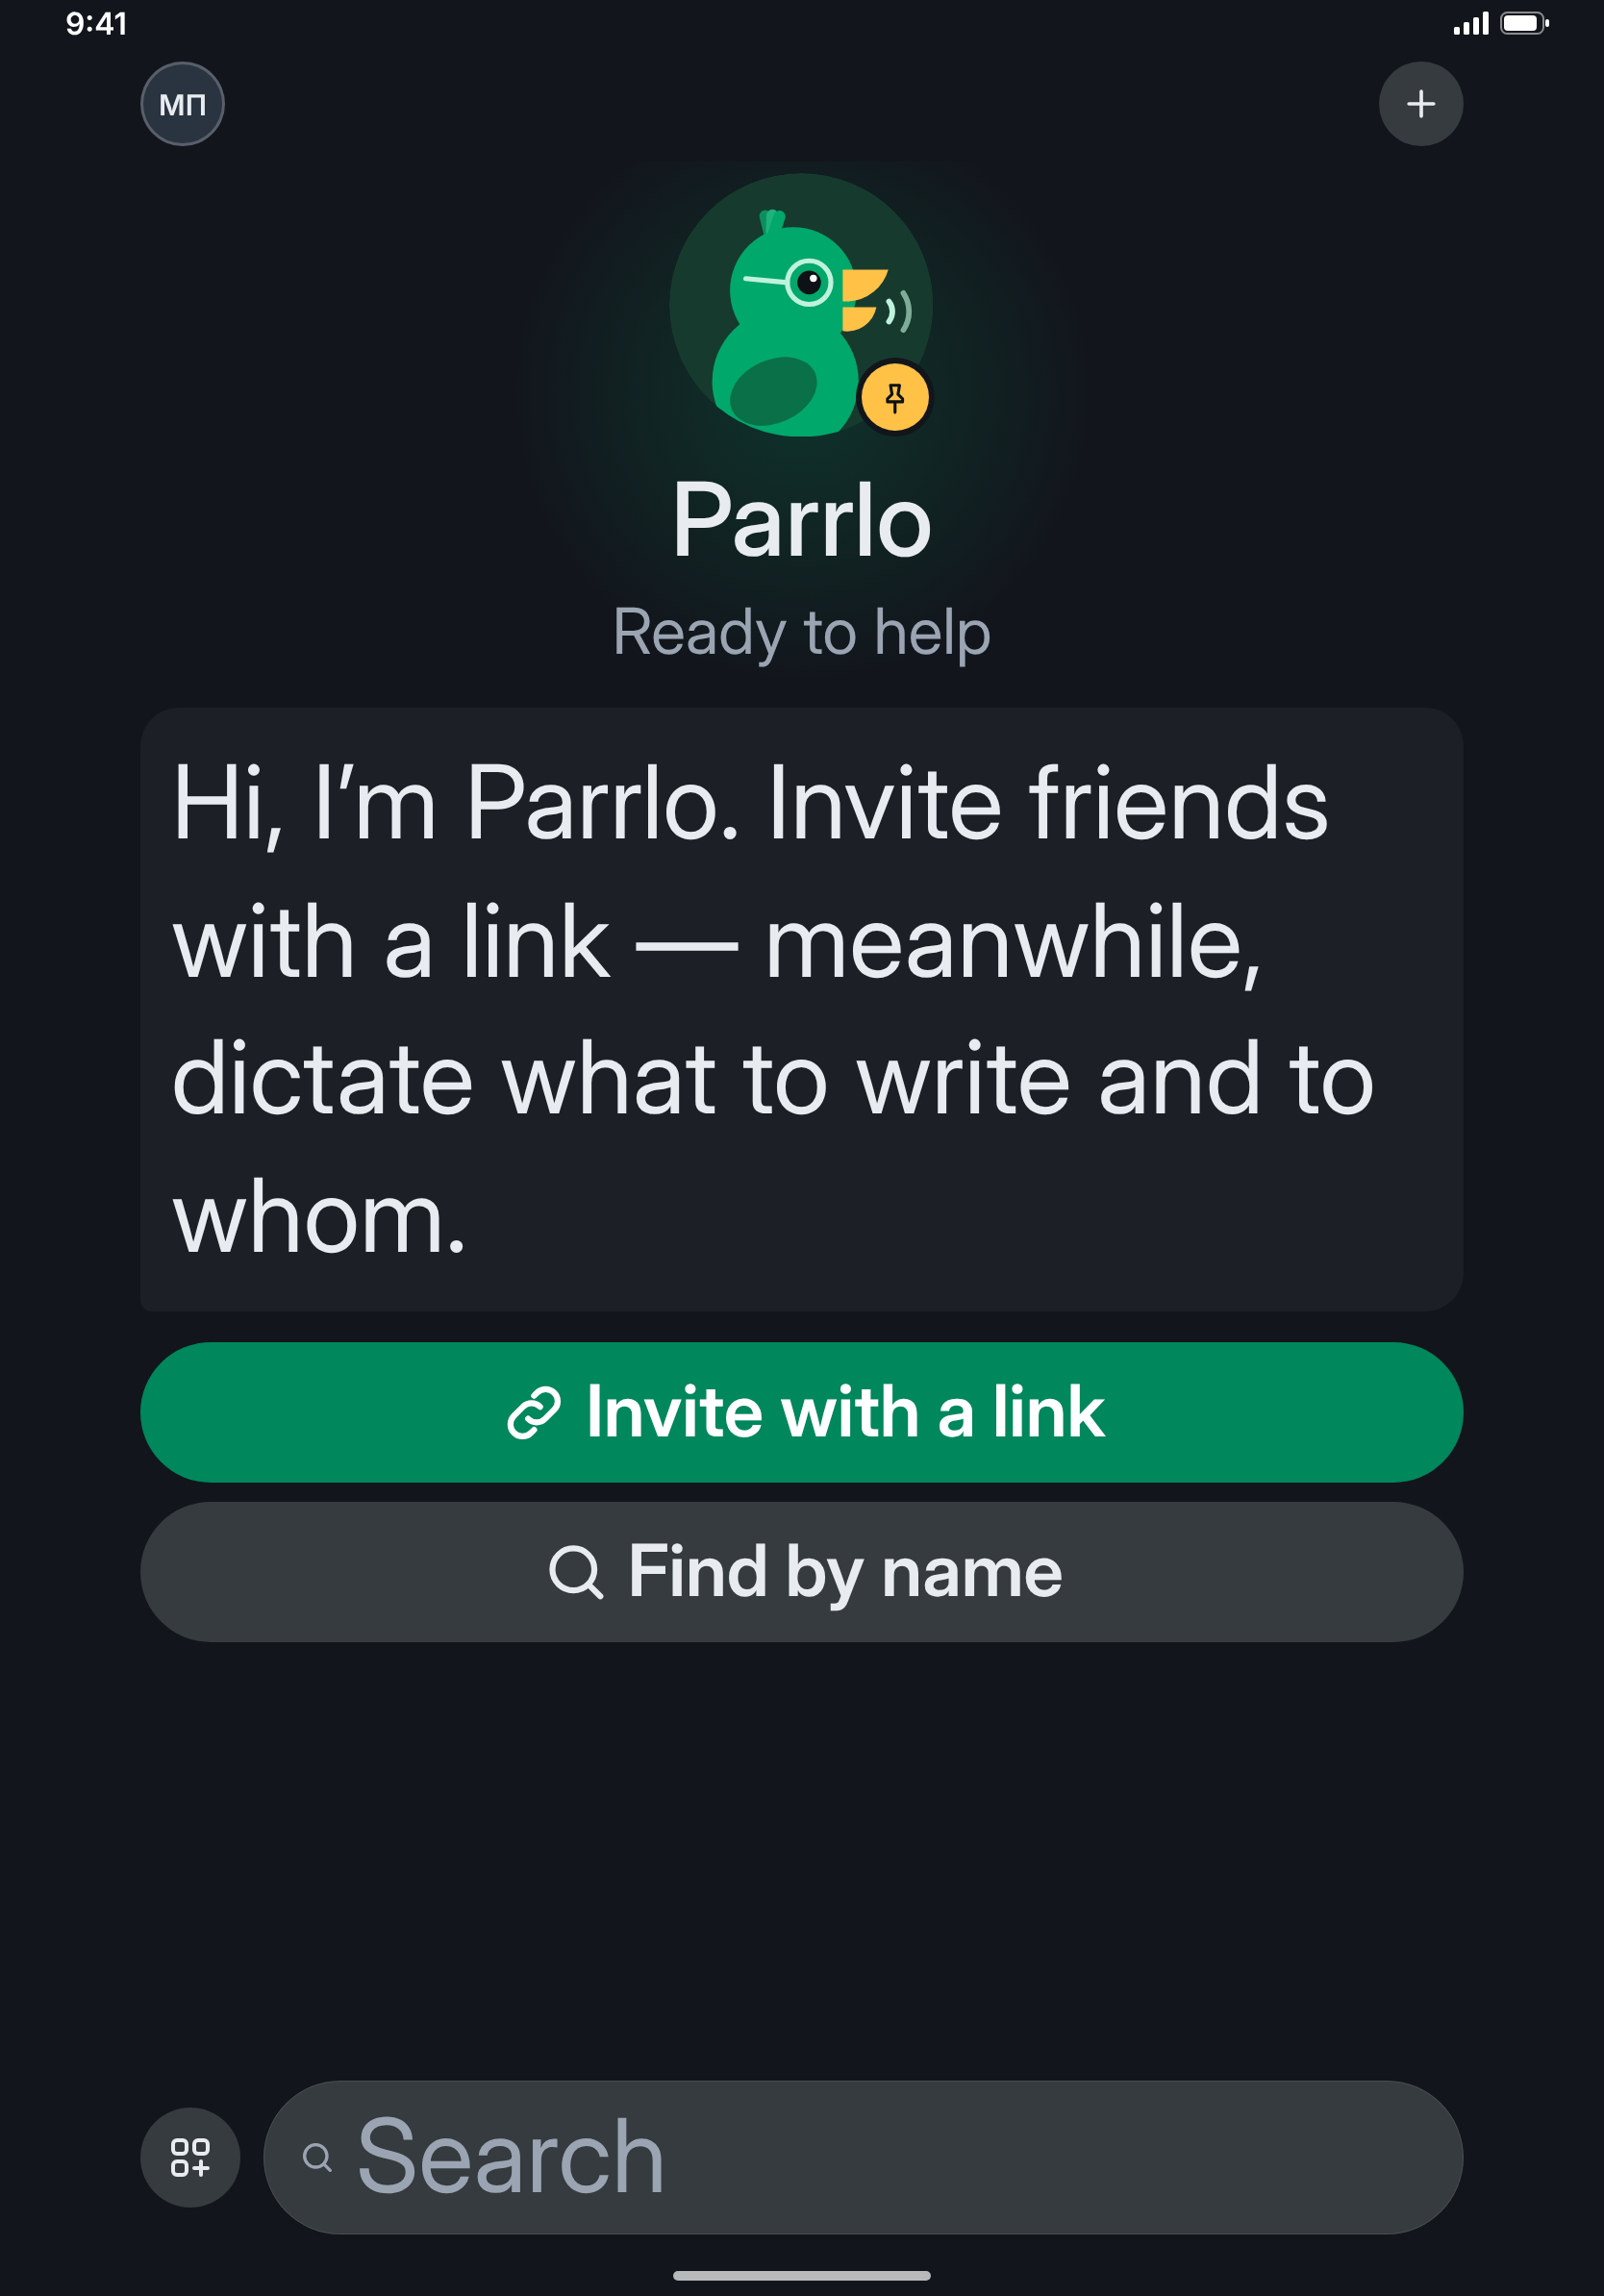 9:41
МП
Parrlo
Ready to help
Hi, I’m Parrlo. Invite friends
with a link — meanwhile,
dictate what to write and to
whom.
Invite with a link
Find by name
Search